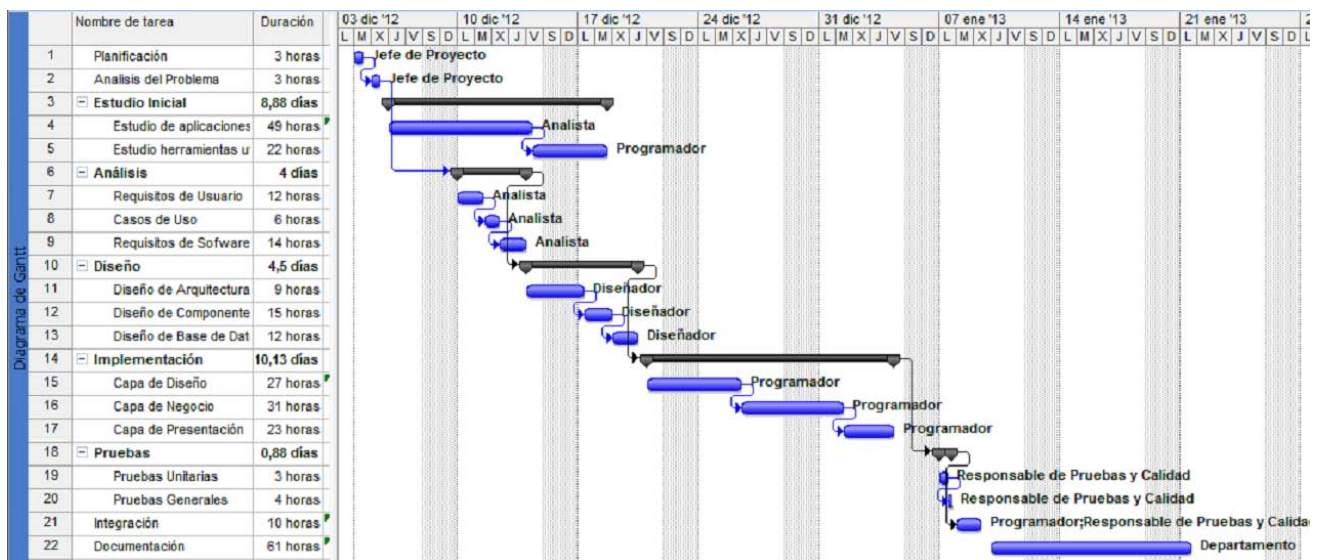 Diagrama de Gantt
Nombre de tarea Duración 03 dic '12 10 dic '12 17 dic '12 24 dic '12 31 dic '12 07 ene '13 14 ene '13 21 ene '13 2
L M X J V S D L M X J V S D L M X J V S D L M X J V S D L M X J V S D L M X J V S D L M X J V S D L M X J V S D L
1 Planificación 3 horas Jefe de Proyecto
2 Analisis del Problema 3 horas Jefe de Proyecto
3 Estudio Inicial 8,88 días
4 Estudio de aplicaciones 49 horas Analista
5 Estudio herramientas u 22 horas Programador
6 Análisis 4 días
7 Requisitos de Usuario 12 horas Analista
8 Casos de Uso 6 horas Analista
9 Requisitos de Sofware 14 horas Analista
10 Diseño 4,5 días
11 Diseño de Arquitectura 9 horas Diseñador
12 Diseño de Componente 15 horas Diseñador
13 Diseño de Base de Dat 12 horas Diseñador
14 Implementación 10,13 días
15 Capa de Diseño 27 horas Programador
16 Capa de Negocio 31 horas Programador
17 Capa de Presentación 23 horas Programador
18 Pruebas 0,88 días
19 Pruebas Unitarias 3 horas Responsable de Pruebas y Calidad
20 Pruebas Generales 4 horas Responsable de Pruebas y Calidad
21 Integración 10 horas Programador;Responsable de Pruebas y Calida
22 Documentación 61 horas Departamento